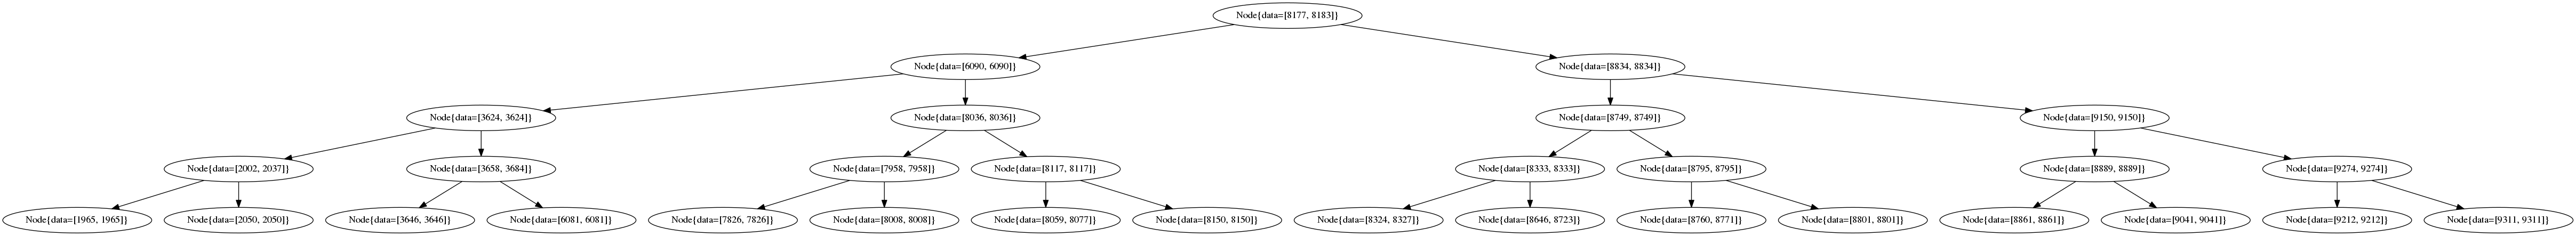 Node{data=[8177, 8183]}
Node{data=[6090, 6090]}
Node{data=[8834, 8834]}
Node{data=[3624, 3624]}
Node{data=[8036, 8036]}
Node{data=[8749, 8749]}
Node{data=[9150, 9150]}
Node{data=[2002, 2037]}
Node{data=[3658, 3684]}
Node{data=[7958, 7958]}
Node{data=[8117, 8117]}
Node{data=[8333, 8333]}
Node{data=[8795, 8795]}
Node{data=[8889, 8889]}
Node{data=[9274, 9274]}
Node{data=[1965, 1965]}
Node{data=[2050, 2050]}
Node{data=[3646, 3646]}
Node{data=[6081, 6081]}
Node{data=[7826, 7826]}
Node{data=[8008, 8008]}
Node{data=[8059, 8077]}
Node{data=[8150, 8150]}
Node{data=[8324, 8327]}
Node{data=[8646, 8723]}
Node{data=[8760, 8771]}
Node{data=[8801, 8801]}
Node{data=[8861, 8861]}
Node{data=[9041, 9041]}
Node{data=[9212, 9212]}
Node{data=[9311, 9311]}